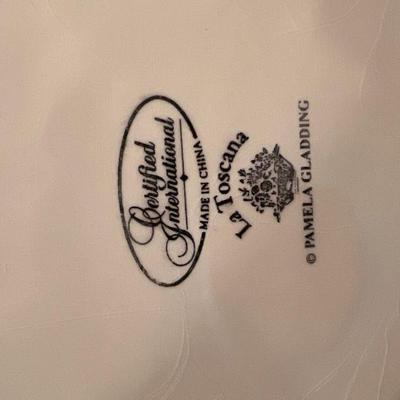 Certified
International
MADE IN CHINA
La Toscana
© PAMELA GLADDING